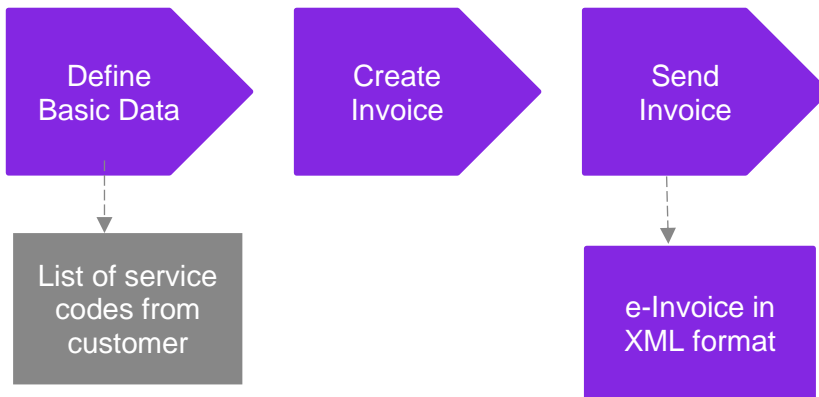 Define
Basic Data
Create
Invoice
Send
Invoice
List of service
codes from
customer
e-Invoice in
XML format